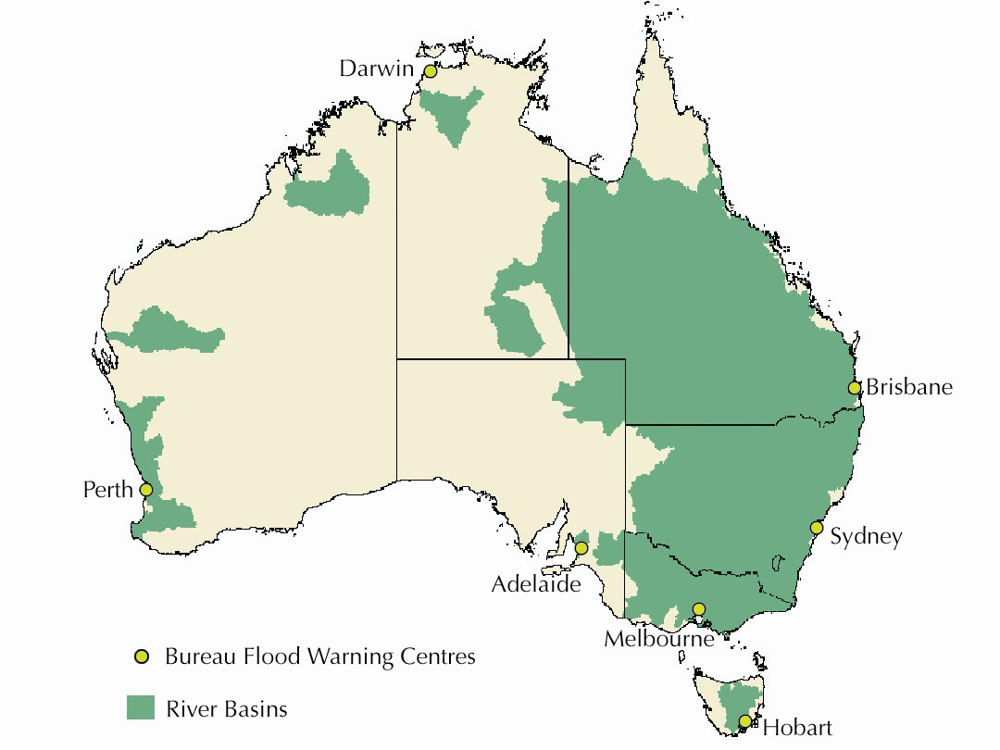 Darwin
Brisbane
Perth
Sydney
Adelaide
Melbourne
Bureau Flood Warning Centres
River Basins
Hobart